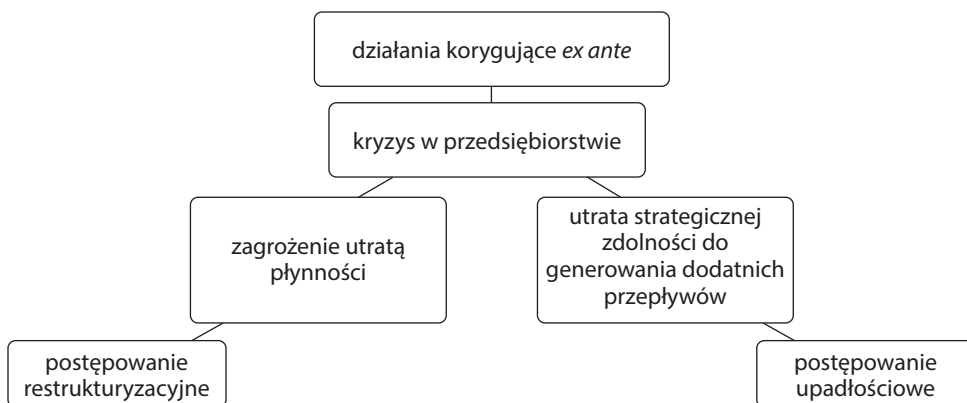 działania korygujące ex ante
kryzys w przedsiębiorstwie
zagrożenie utratą
płynności
utrata strategicznej
zdolności do
generowania dodatnich
przepływów
postępowanie
restrukturyzacyjne
postępowanie
upadłościowe